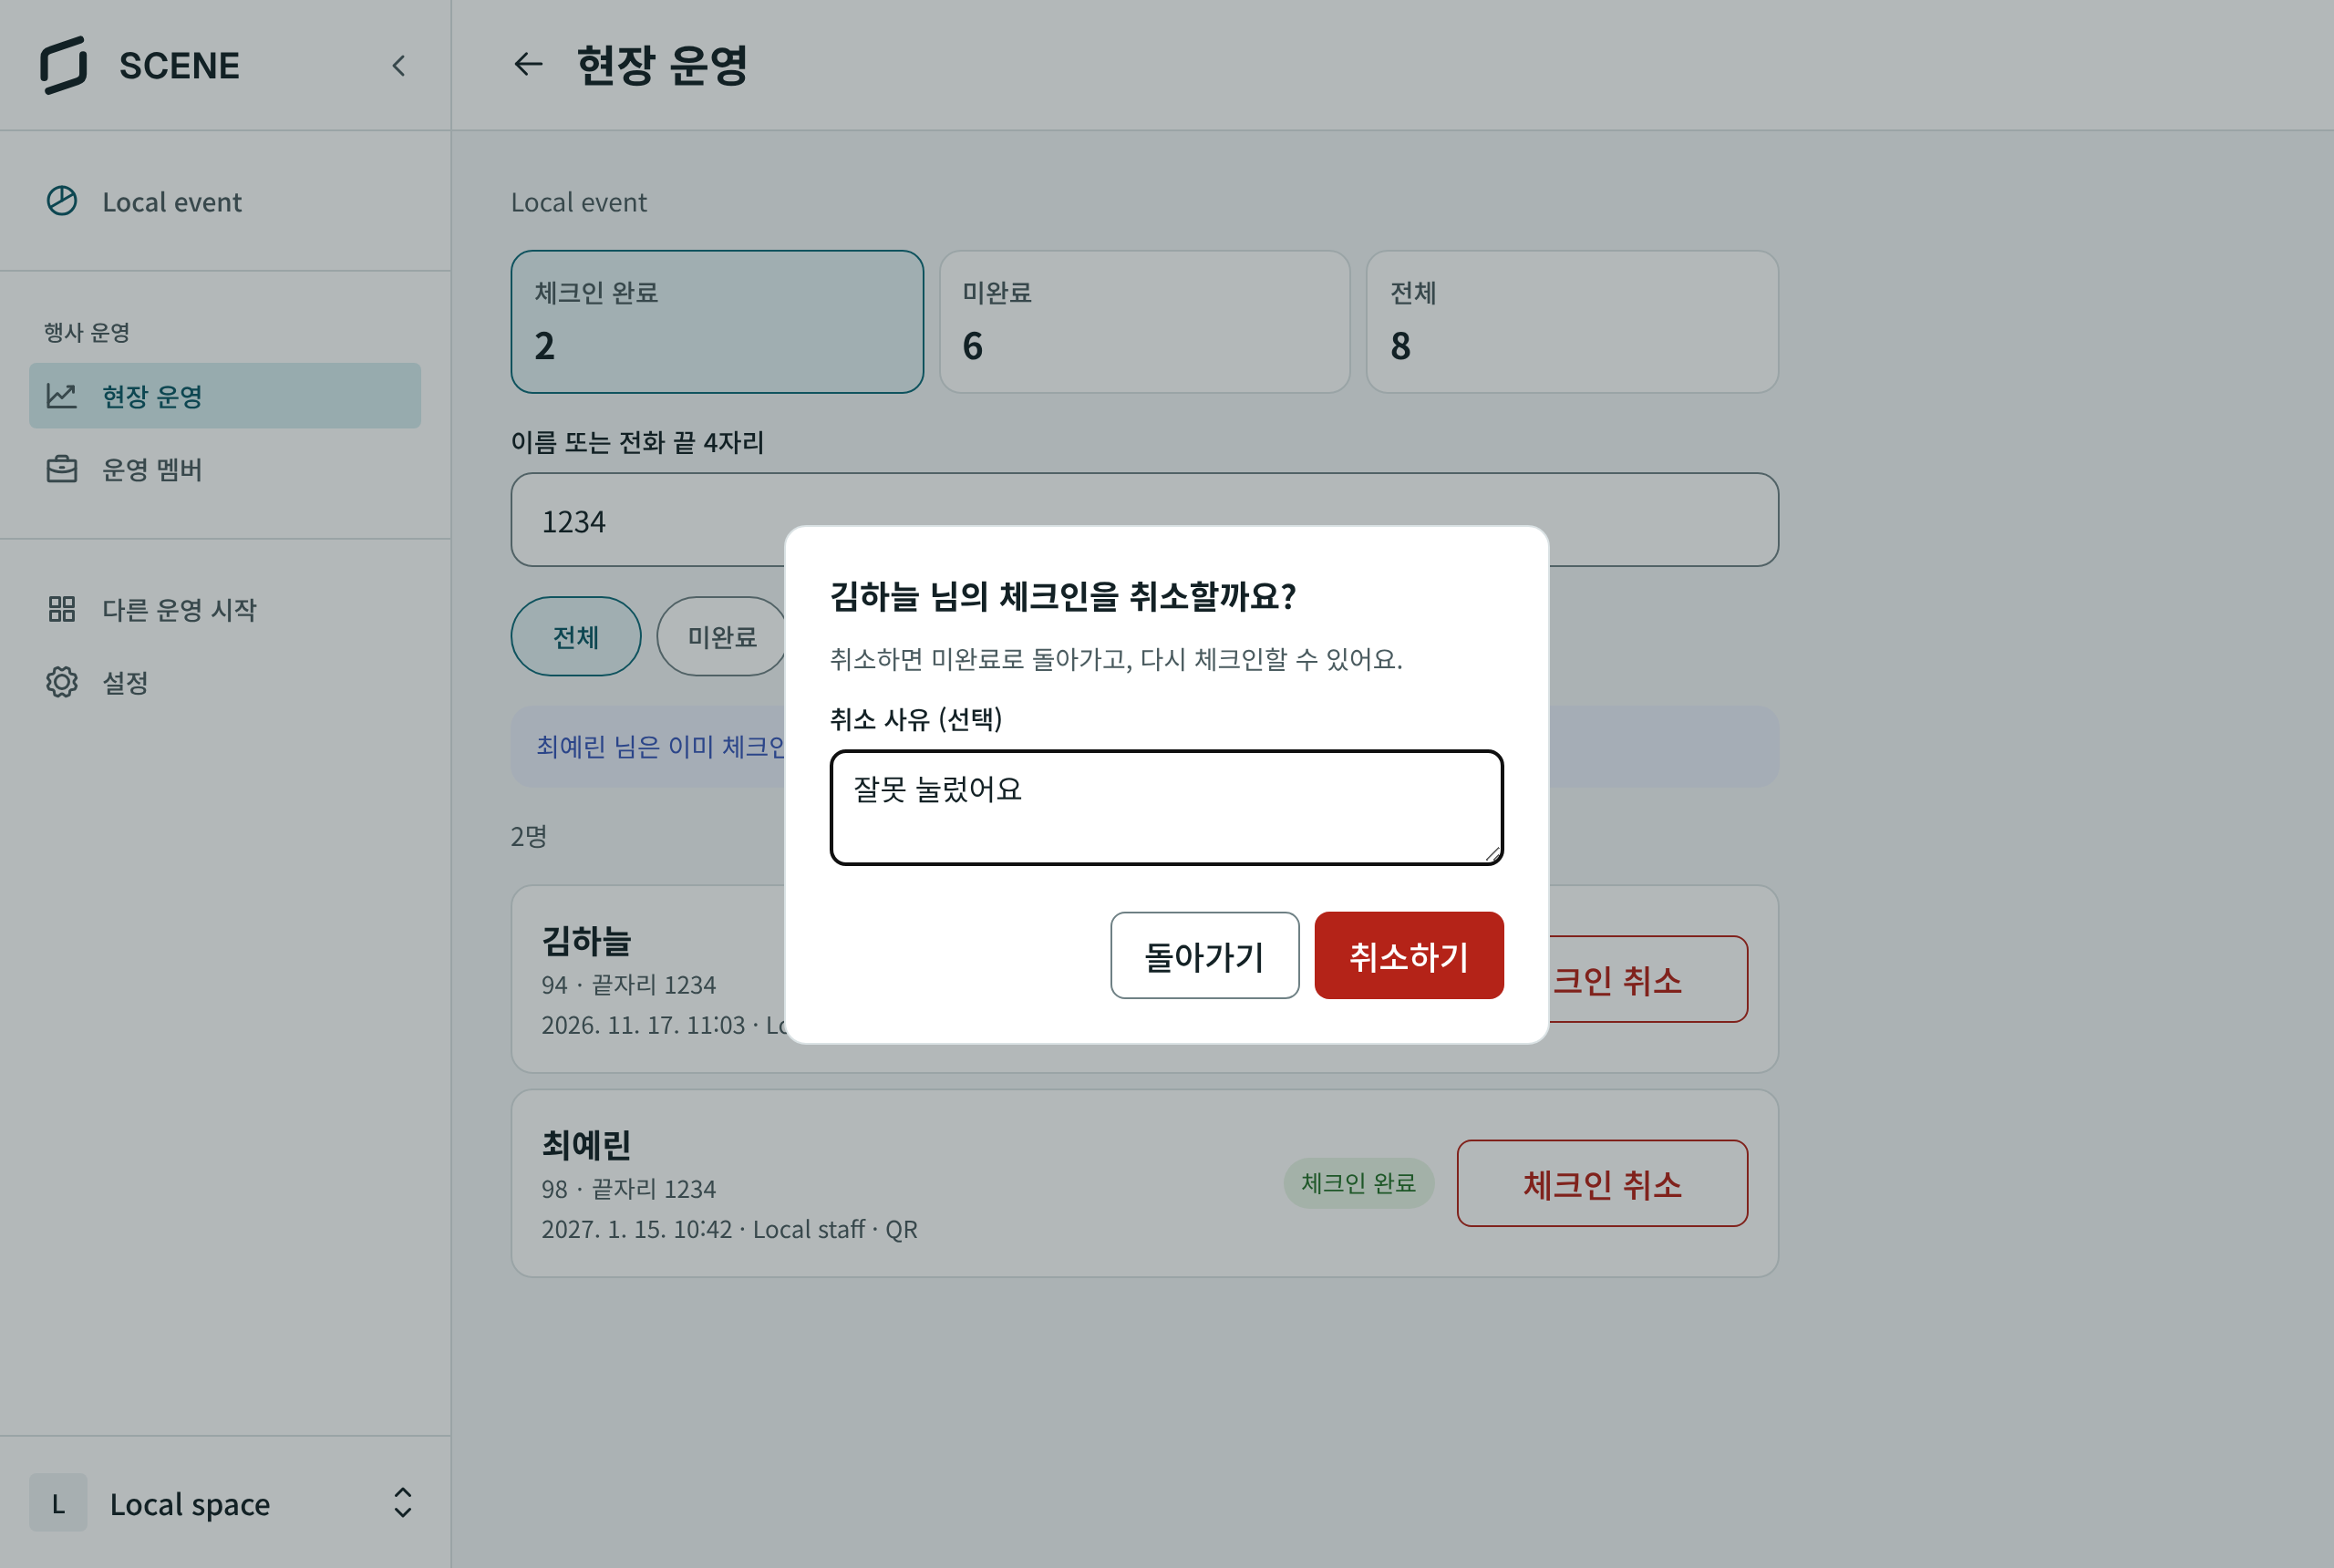 SCENE
현장 운영
Local event
행사 운영
현장 운영
운영 멤버
다른 운영 시작
설정
L
Local space
Local event
체크인 완료
2
미완료
6
전체
8
이름 또는 전화 끝 4자리
1234
전체
미완료
최예린 님은 이미 체크인
2명
김하늘
94 · 끝자리 1234
2026. 11. 17. 11:03 ·
크인 취소
최예린
98 · 끝자리 1234
2027. 1. 15. 10:42 · Local staff · QR
체크인 완료
체크인 취소
김하늘 님의 체크인을 취소할까요?
취소하면 미완료로 돌아가고, 다시 체크인할 수 있어요.
취소 사유 (선택)
잘못 눌렀어요
돌아가기
취소하기